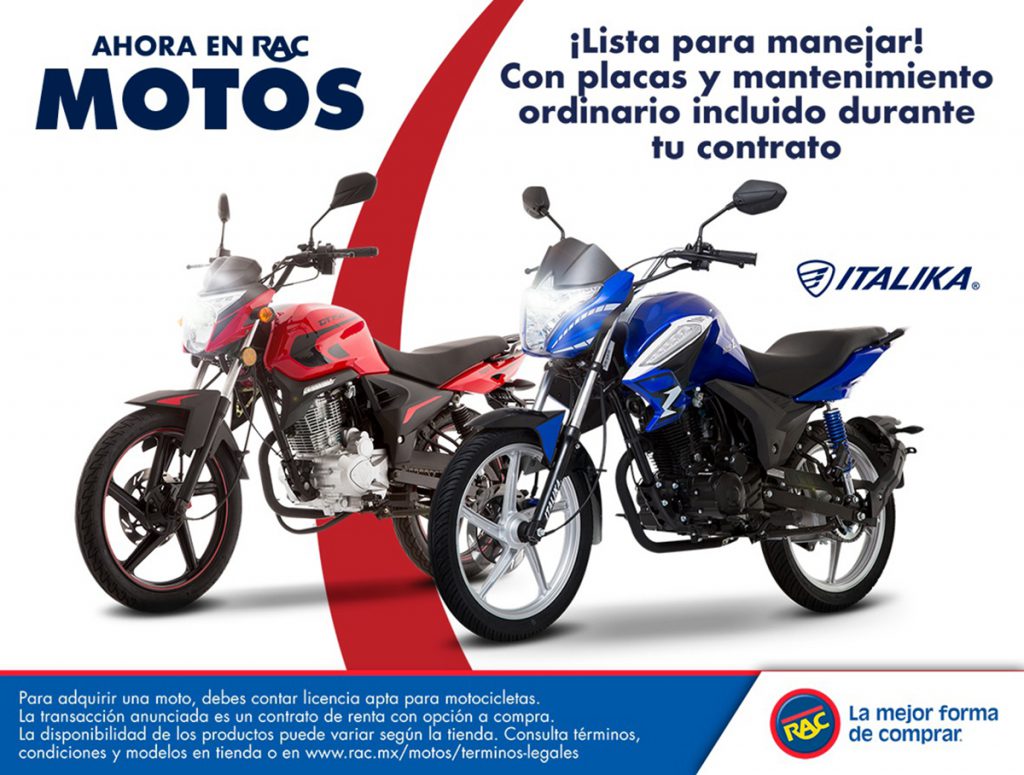 AHORA EN RAC
MOTOS
¡Lista para manejar!
Con placas y mantenimiento
ordinario incluido durante
tu contrato
ITALIKA®
Para adquirir una moto, debes contar licencia apta para motocicletas.
La transacción anunciada es un contrato de renta con opción a compra.
La disponibilidad de los productos puede variar según la tienda. Consulta términos,
condiciones y modelos en tienda o en www.rac.mx/motos/terminos-legales
RAC
La mejor forma
de comprar.